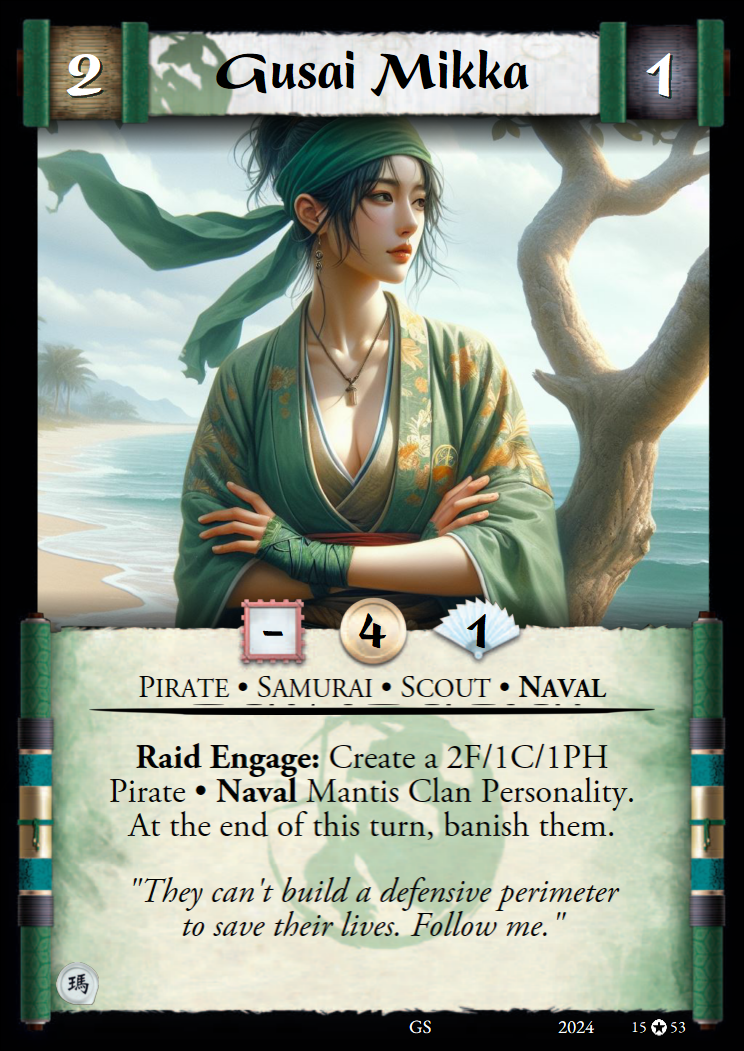 2 Gusai Mikka 1
- 4 1
Pirate • Samurai • Scout • Naval
Raid Engage: Create a 2F/1C/1PH
Pirate • Naval Mantis Clan Personality.
At the end of this turn, banish them.
"They can't build a defensive perimeter
to save their lives. Follow me."
瑪
GS 2024 15 ✪ 53